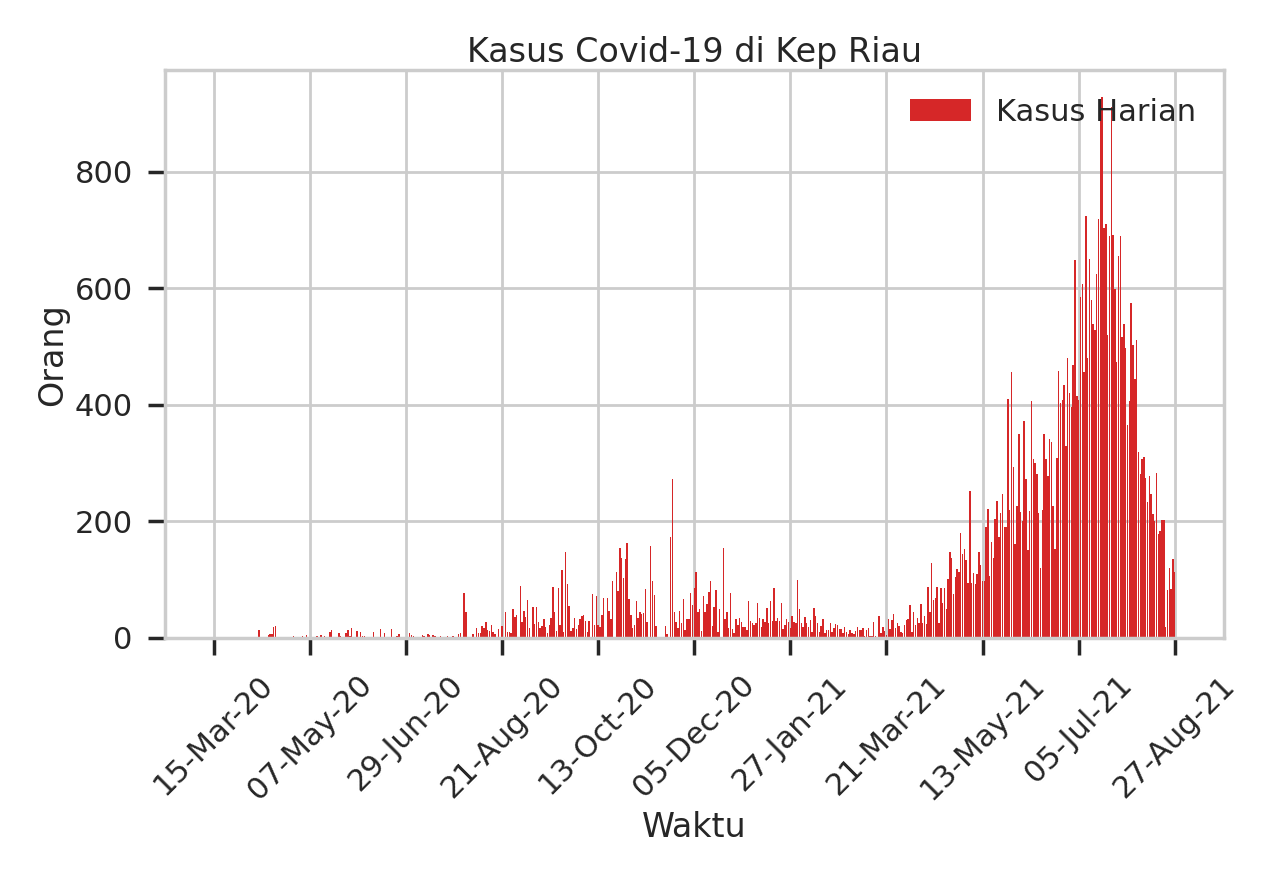 Kasus Covid-19 di Kep Riau
Kasus Harian
Orang
800
600
400
200
0
15-Mar-20
07-May-20
29-Jun-20
21-Aug-20
13-Oct-20
05-Dec-20
27-Jan-21
21-Mar-21
13-May-21
05-Jul-21
27-Aug-21
Waktu